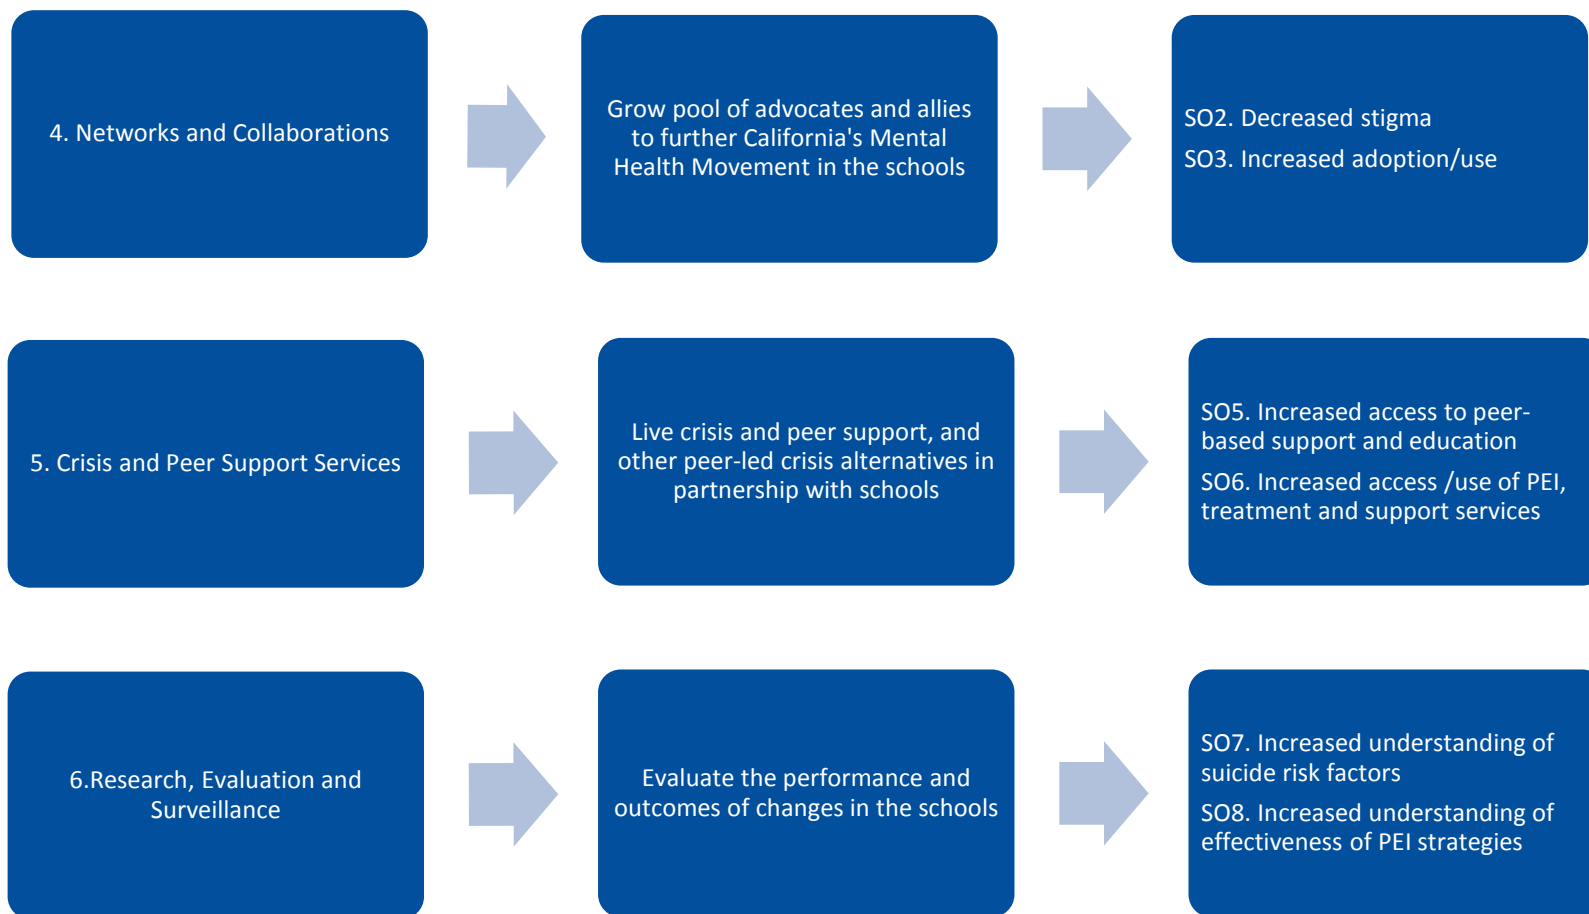 4. Networks and Collaborations
Grow pool of advocates and allies
to further California's Mental
Health Movement in the schools
SO2. Decreased stigma
SO3. Increased adoption/use
5. Crisis and Peer Support Services
Live crisis and peer support, and
other peer-led crisis alternatives in
partnership with schools
SO5. Increased access to peer-
based support and education
SO6. Increased access /use of PEI,
treatment and support services
6.Research, Evaluation and
Surveillance
Evaluate the performance and
outcomes of changes in the schools
SO7. Increased understanding of
suicide risk factors
SO8. Increased understanding of
effectiveness of PEI strategies